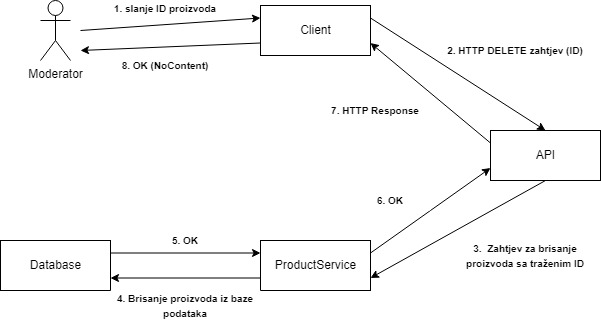 1. slanje ID proizvoda
Client
Moderator
8. OK (NoContent)
2. HTTP DELETE zahtjev (ID)
7. HTTP Response
API
6. OK
3.  Zahtjev za brisanje
proizvoda sa traženim ID
5. OK
Database
ProductService
4. Brisanje proizvoda iz baze
podataka